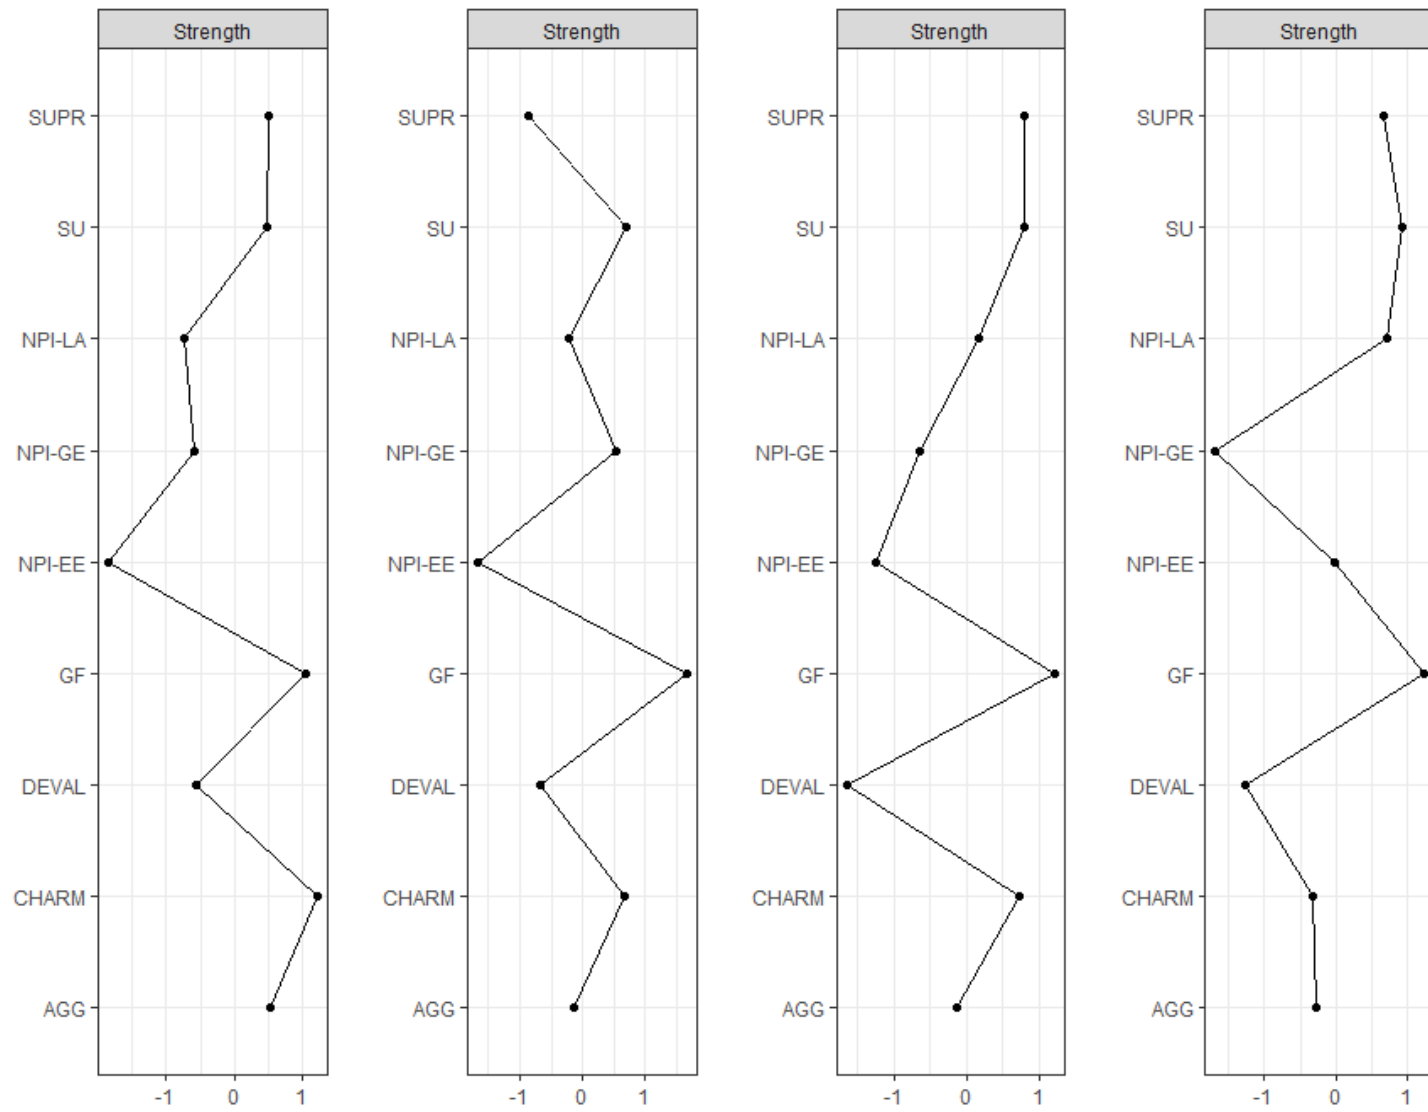 Strength Strength Strength Strength
SUPR SUPR SUPR SUPR
SU SU SU SU
NPI-LA NPI-LA NPI-LA NPI-LA
NPI-GE NPI-GE NPI-GE NPI-GE
NPI-EE NPI-EE NPI-EE NPI-EE
GF GF GF GF
DEVAL DEVAL DEVAL DEVAL
CHARM CHARM CHARM CHARM
AGG AGG AGG AGG
-1 0 1 -1 0 1 -1 0 1 -1 0 1